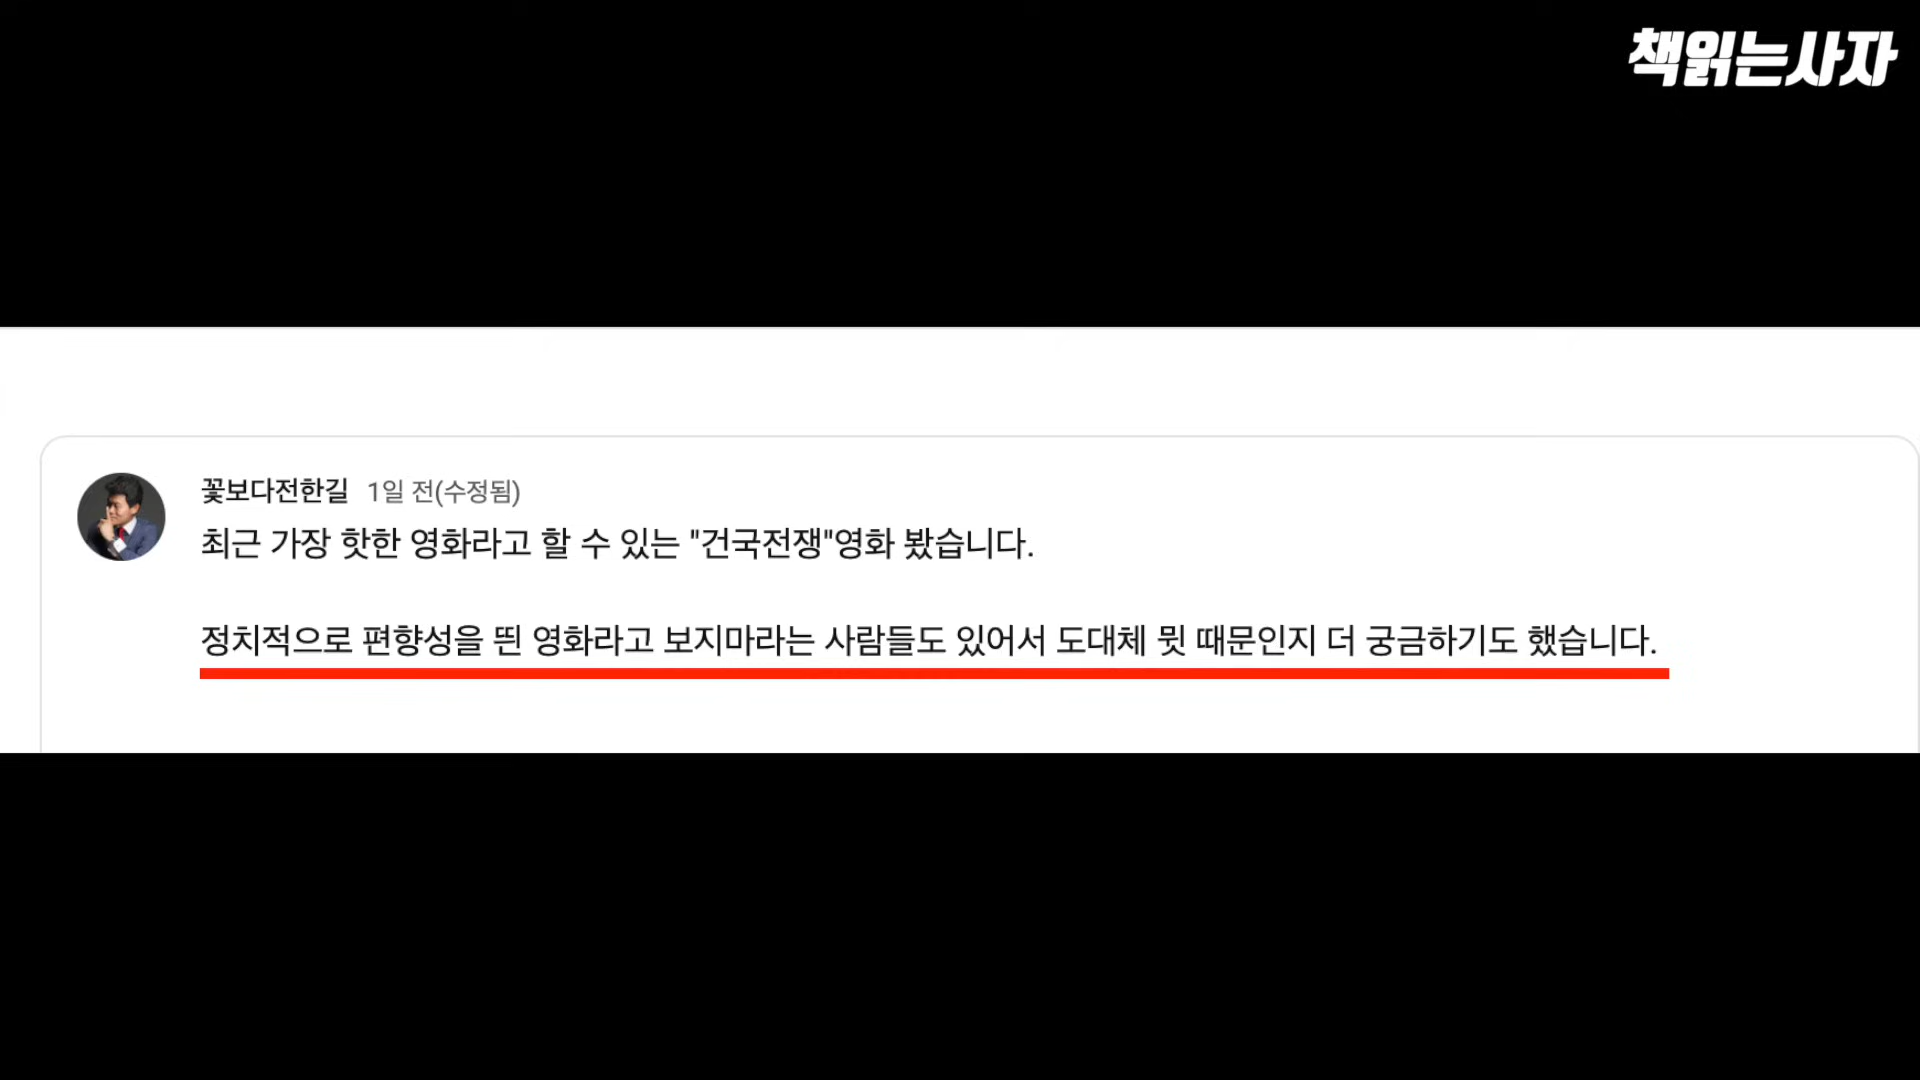 책읽는사자
꽃보다전한길 1일 전(수정됨)
최근 가장 핫한 영화라고 할 수 있는 "건국전쟁"영화 봤습니다.
정치적으로 편향성을 띈 영화라고 보지마라는 사람들도 있어서 도대체 뭣 때문인지 더 궁금하기도 했습니다.